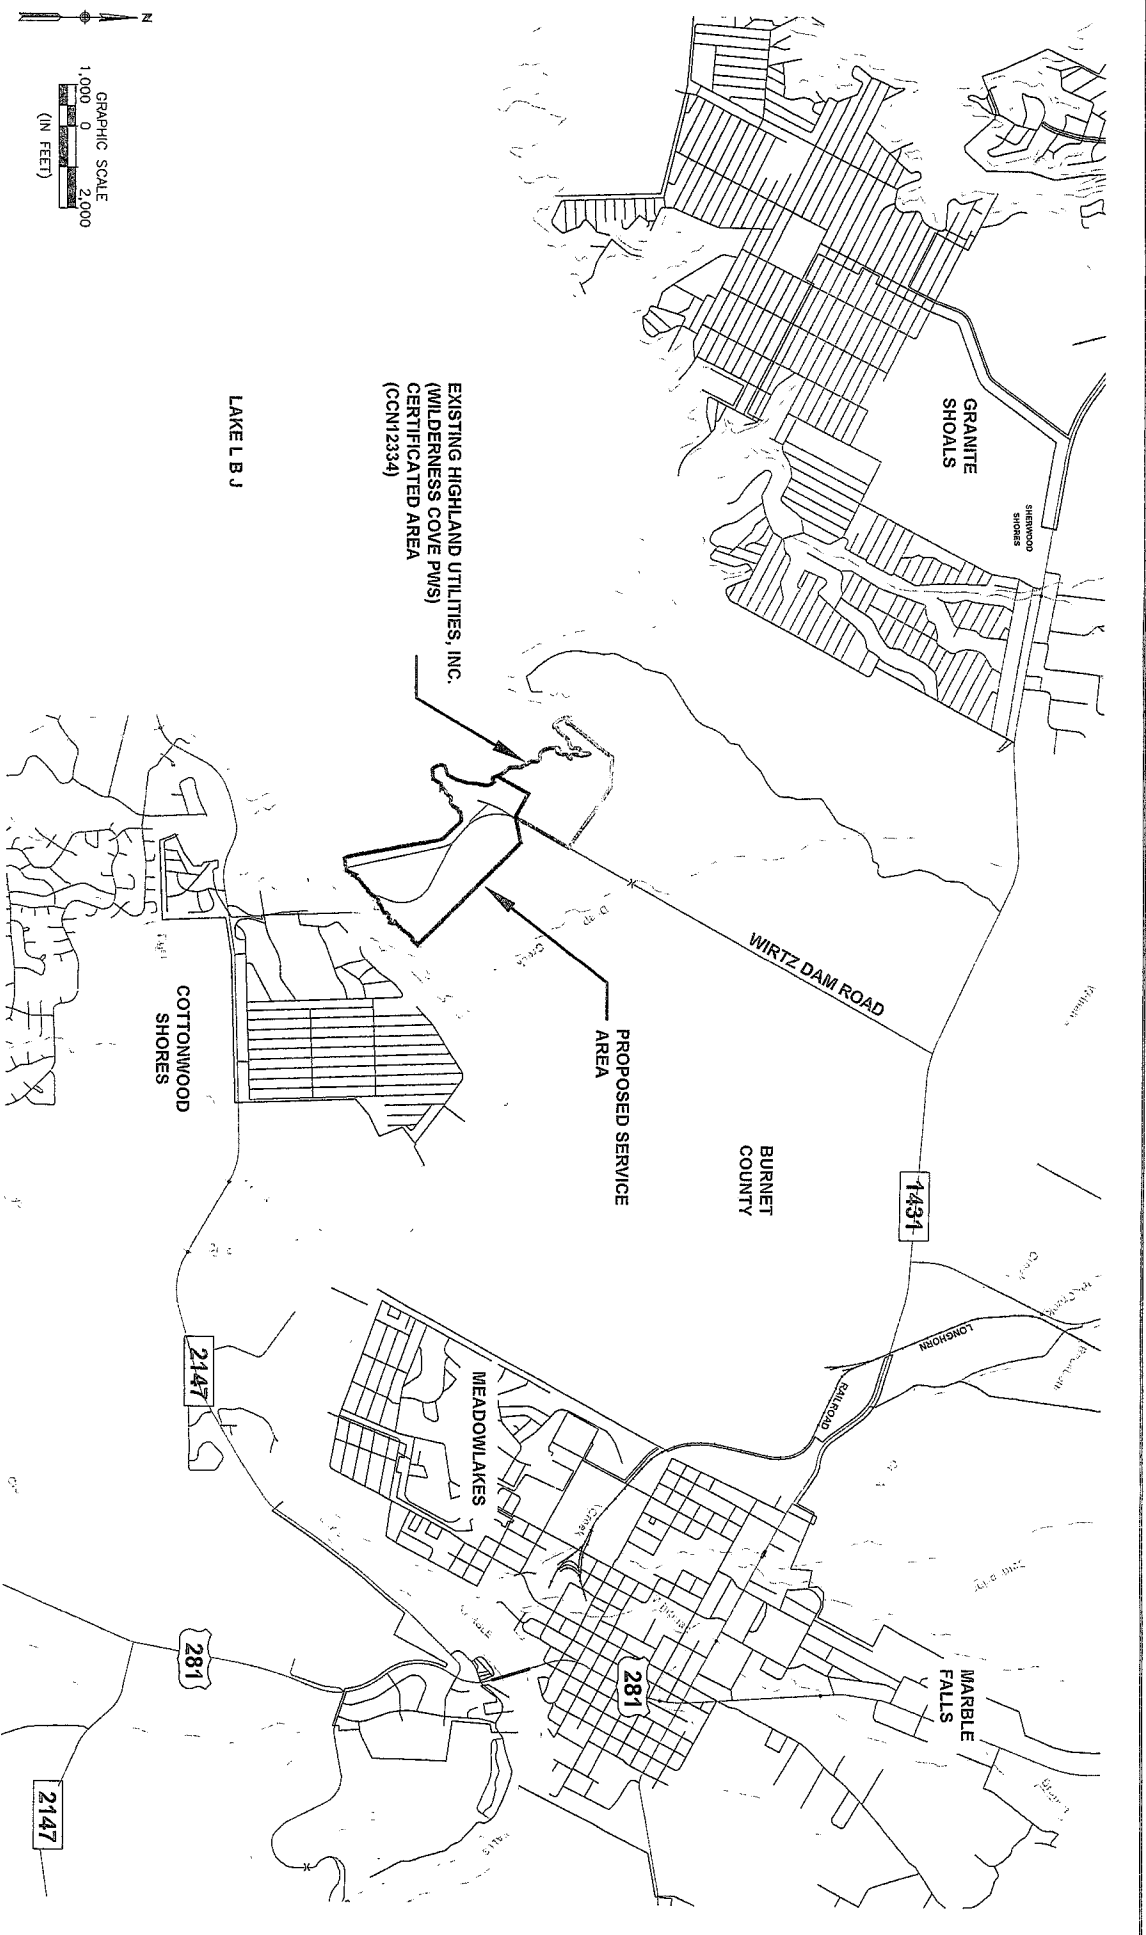 N
GRAPHIC SCALE
1,000 0 2,000
(IN FEET)
GRANITE
SHOALS
SHERWOOD
SHORES
LAKE L B J
EXISTING HIGHLAND UTILITIES, INC.
(WILDERNESS COVE PWS)
CERTIFICATED AREA
(CCN12334)
WIRTZ DAM ROAD
Creek
PROPOSED SERVICE
AREA
COTTONWOOD
SHORES
BURNET
COUNTY
1431
LONGHORN
RAILROAD
2147
MEADOWLAKES
Creek
MARBLE
FALLS
281
281
2147